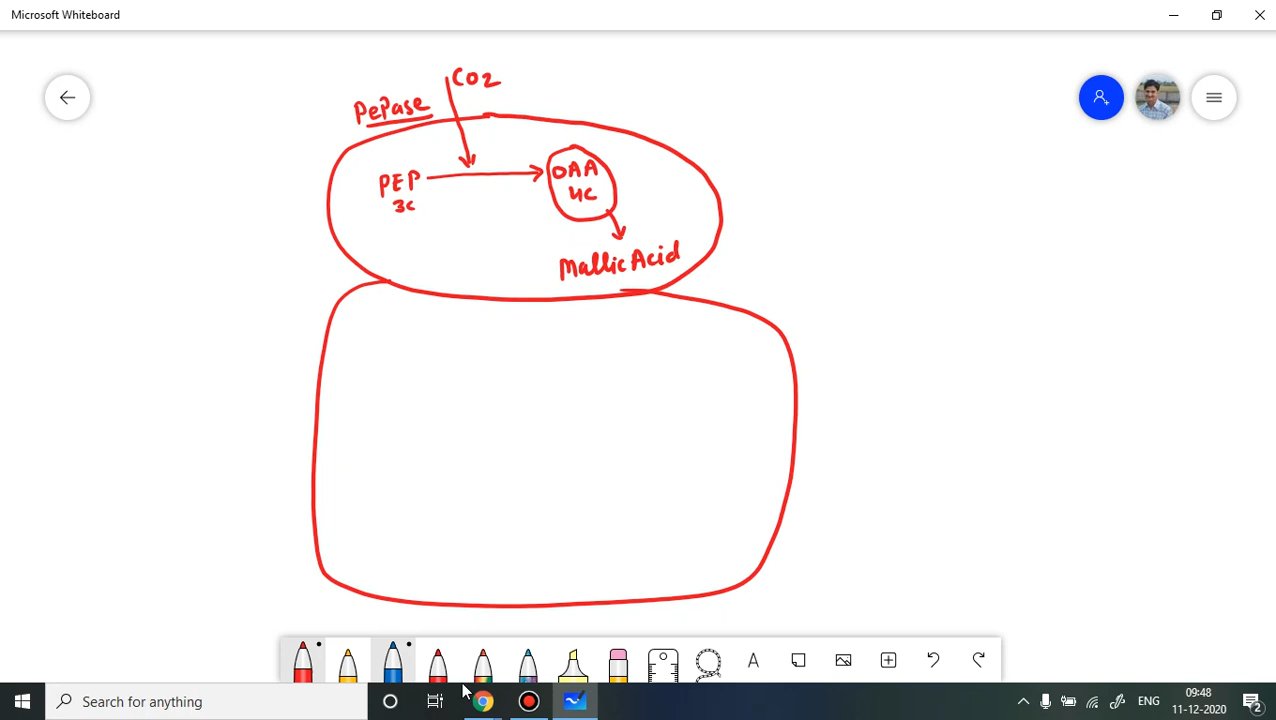 Microsoft Whiteboard
CO2
PePase
PEP
3C
OAA
4C
Mallic Acid
A
Search for anything
ENG
09:48
11-12-2020
2